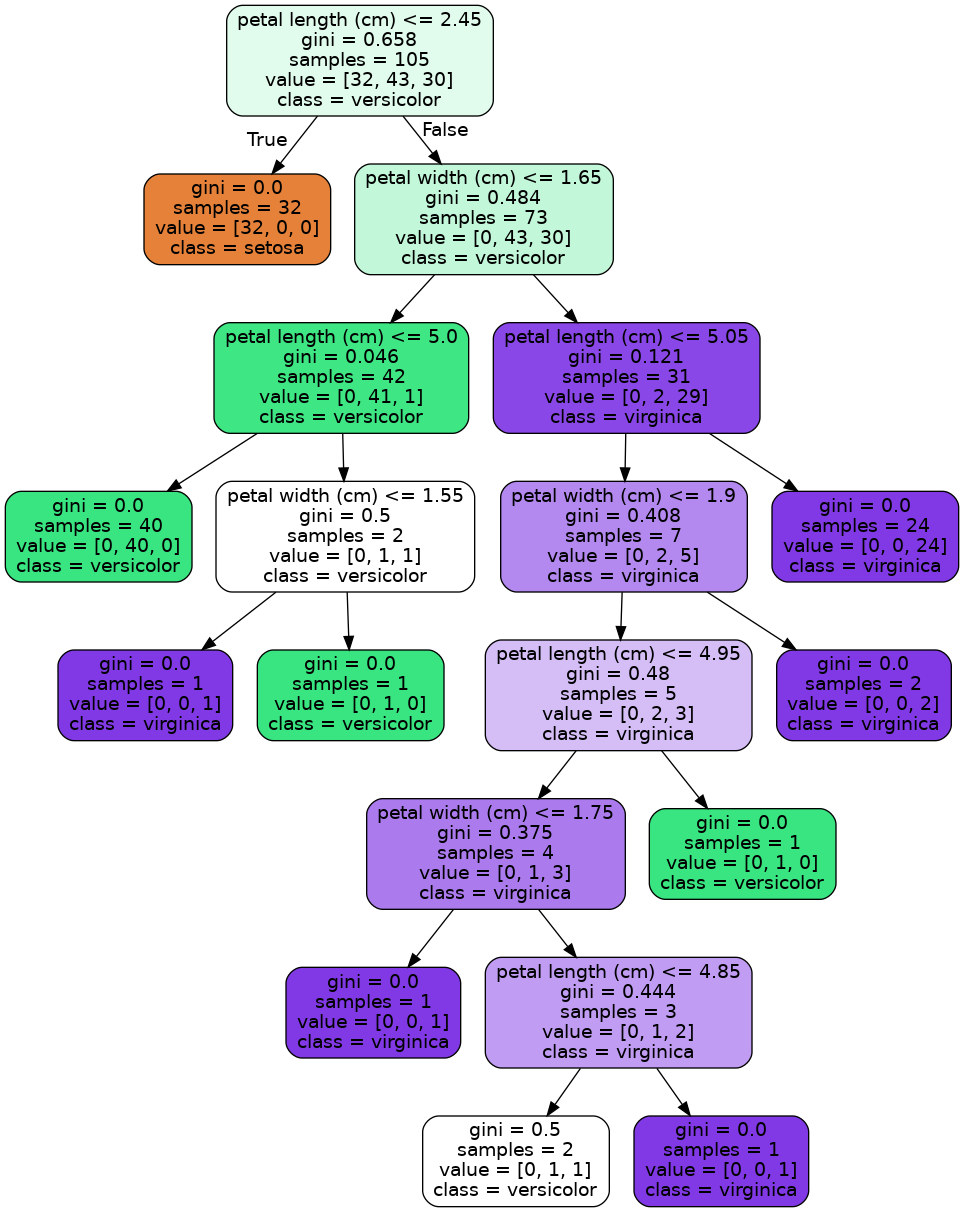 petal length (cm) <= 2.45
gini = 0.658
samples = 105
value = [32, 43, 30]
class = versicolor
True
False
gini = 0.0
samples = 32
value = [32, 0, 0]
class = setosa
petal width (cm) <= 1.65
gini = 0.484
samples = 73
value = [0, 43, 30]
class = versicolor
petal length (cm) <= 5.0
gini = 0.046
samples = 42
value = [0, 41, 1]
class = versicolor
petal length (cm) <= 5.05
gini = 0.121
samples = 31
value = [0, 2, 29]
class = virginica
gini = 0.0
samples = 40
value = [0, 40, 0]
class = versicolor
petal width (cm) <= 1.55
gini = 0.5
samples = 2
value = [0, 1, 1]
class = versicolor
petal width (cm) <= 1.9
gini = 0.408
samples = 7
value = [0, 2, 5]
class = virginica
gini = 0.0
samples = 24
value = [0, 0, 24]
class = virginica
gini = 0.0
samples = 1
value = [0, 0, 1]
class = virginica
gini = 0.0
samples = 1
value = [0, 1, 0]
class = versicolor
petal length (cm) <= 4.95
gini = 0.48
samples = 5
value = [0, 2, 3]
class = virginica
gini = 0.0
samples = 2
value = [0, 0, 2]
class = virginica
petal width (cm) <= 1.75
gini = 0.375
samples = 4
value = [0, 1, 3]
class = virginica
gini = 0.0
samples = 1
value = [0, 1, 0]
class = versicolor
gini = 0.0
samples = 1
value = [0, 0, 1]
class = virginica
petal length (cm) <= 4.85
gini = 0.444
samples = 3
value = [0, 1, 2]
class = virginica
gini = 0.5
samples = 2
value = [0, 1, 1]
class = versicolor
gini = 0.0
samples = 1
value = [0, 0, 1]
class = virginica